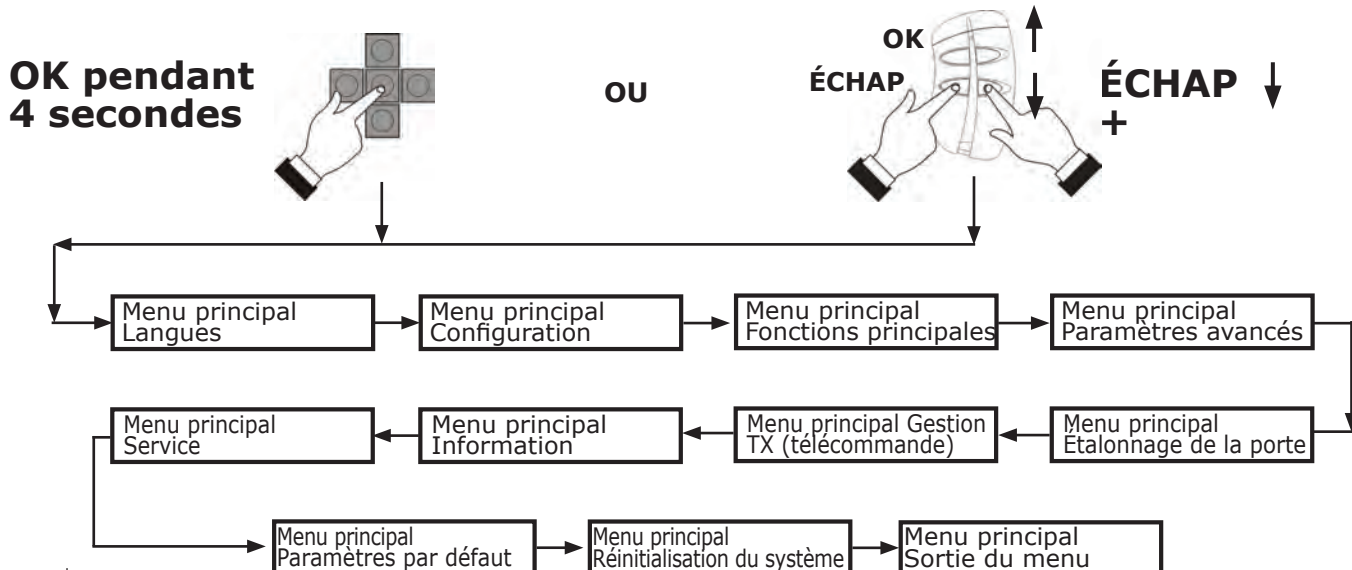 OK pendant
4 secondes
OU
OK
ÉCHAP
ÉCHAP
+
Menu principal
Langues
Menu principal
Configuration
Menu principal
Fonctions principales
Menu principal
Paramètres avancés
Menu principal
Étalonnage de la porte
Menu principal Gestion
TX (télécommande)
Menu principal
Information
Menu principal
Service
Menu principal
Paramètres par défaut
Menu principal
Réinitialisation du système
Menu principal
Sortie du menu